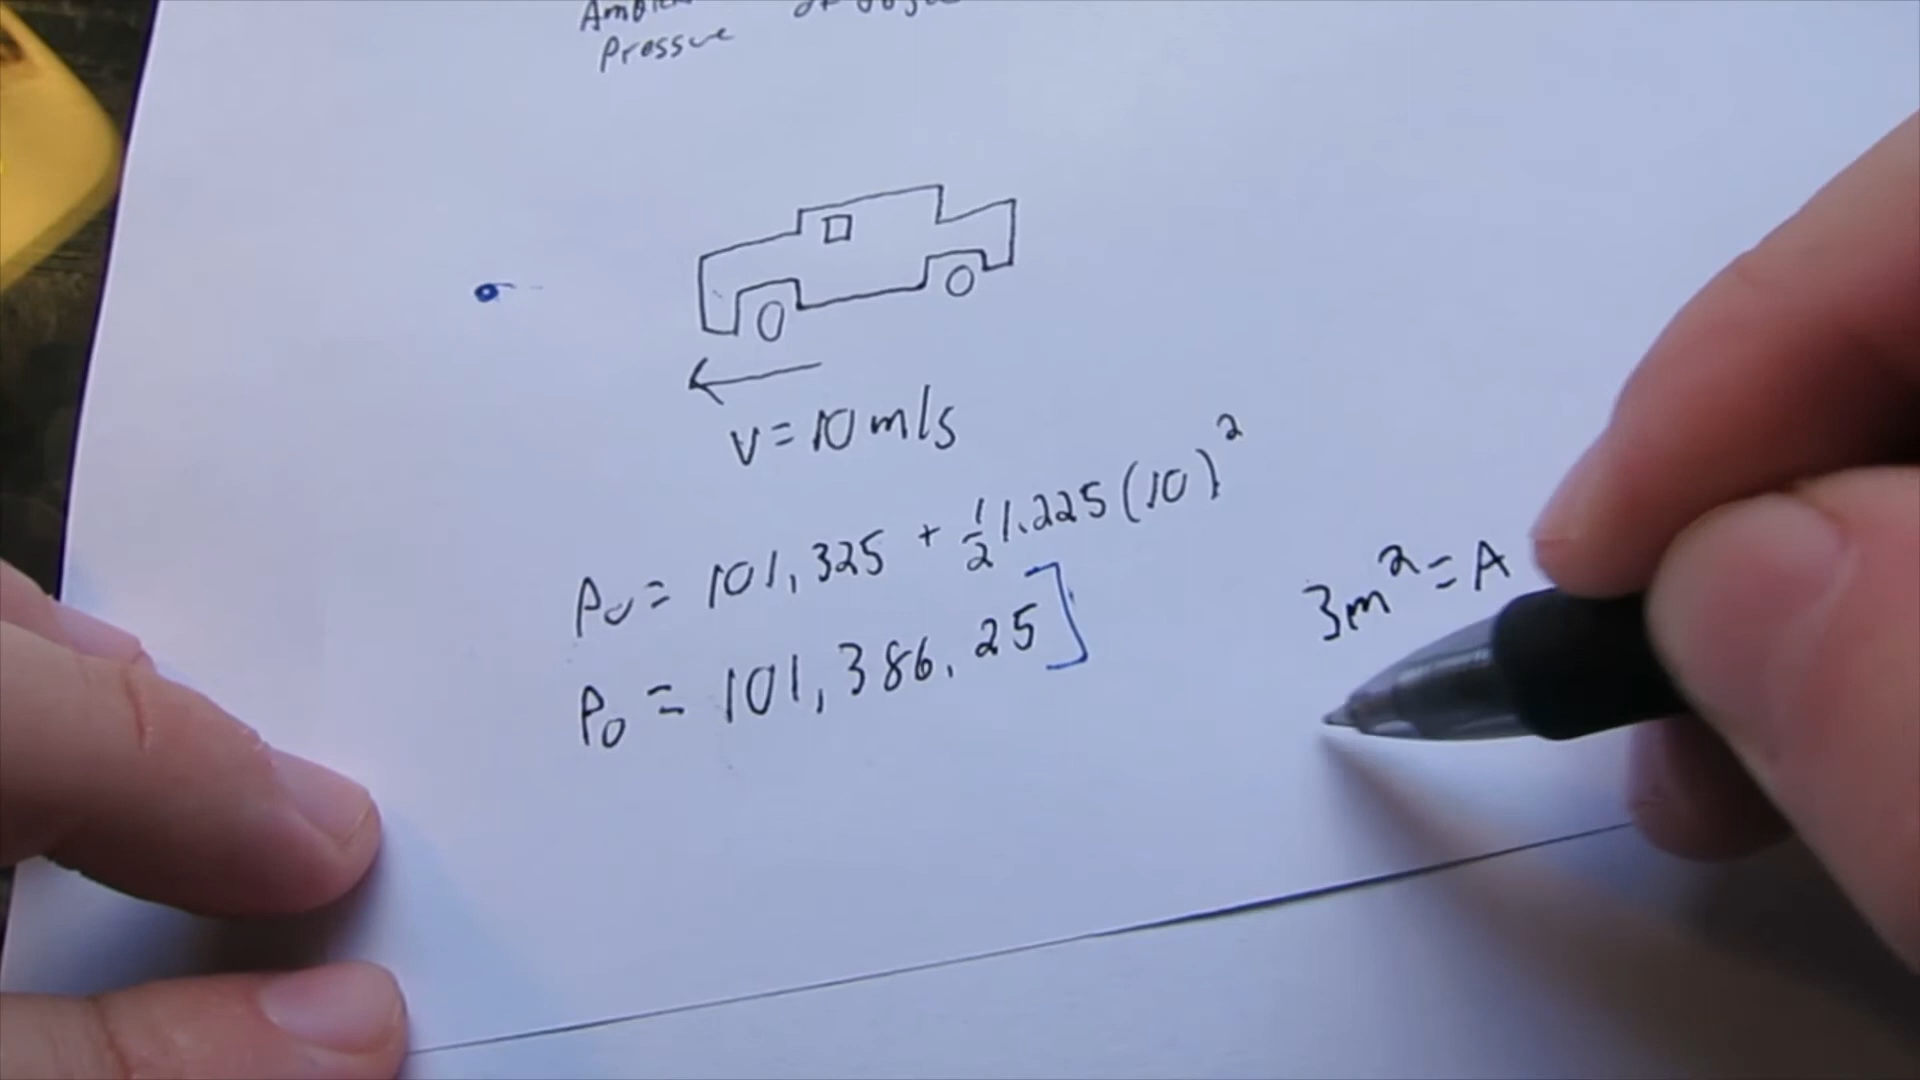 Pressure
V = 10 m/s
P₀ = 101,325 + ½ 1.225 (10)²
P₀ = 101,386.25]
3m² = A